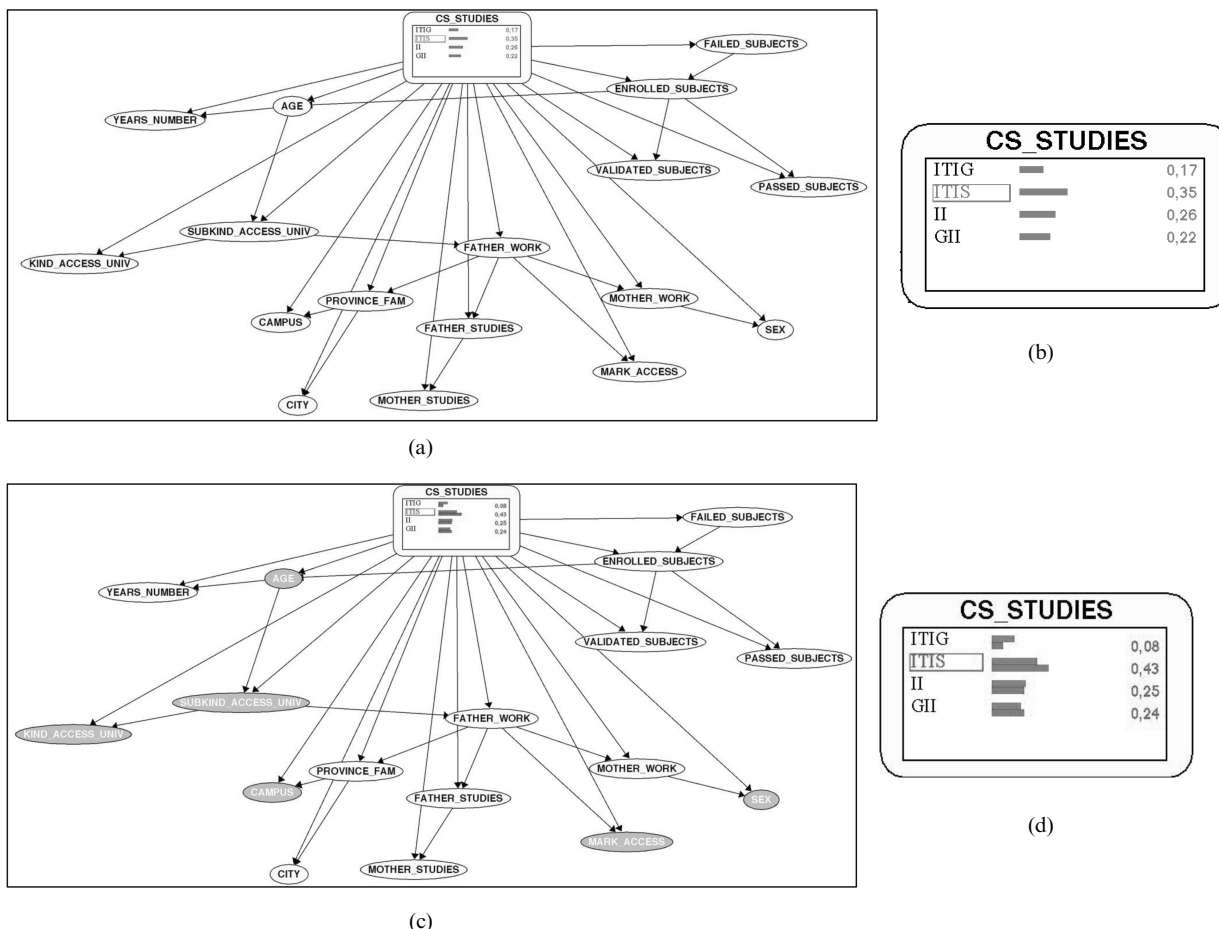 CS_STUDIES
ITIG 0,17
ITIS 0,35
II 0,26
GII 0,22
FAILED_SUBJECTS
ENROLLED_SUBJECTS
AGE
YEARS_NUMBER
VALIDATED_SUBJECTS
PASSED_SUBJECTS
SUBKIND_ACCESS_UNIV
FATHER_WORK
KIND_ACCESS_UNIV
PROVINCE_FAM
MOTHER_WORK
CAMPUS
FATHER_STUDIES
SEX
MARK_ACCESS
CITY
MOTHER_STUDIES
(a)
CS_STUDIES
ITIG 0,17
ITIS 0,35
II 0,26
GII 0,22
(b)
CS_STUDIES
ITIG 0,08
ITIS 0,43
II 0,25
GII 0,24
FAILED_SUBJECTS
ENROLLED_SUBJECTS
AGE
YEARS_NUMBER
VALIDATED_SUBJECTS
PASSED_SUBJECTS
SUBKIND_ACCESS_UNIV
FATHER_WORK
KIND_ACCESS_UNIV
PROVINCE_FAM
MOTHER_WORK
CAMPUS
FATHER_STUDIES
SEX
MARK_ACCESS
CITY
MOTHER_STUDIES
(c)
CS_STUDIES
ITIG 0,08
ITIS 0,43
II 0,25
GII 0,24
(d)